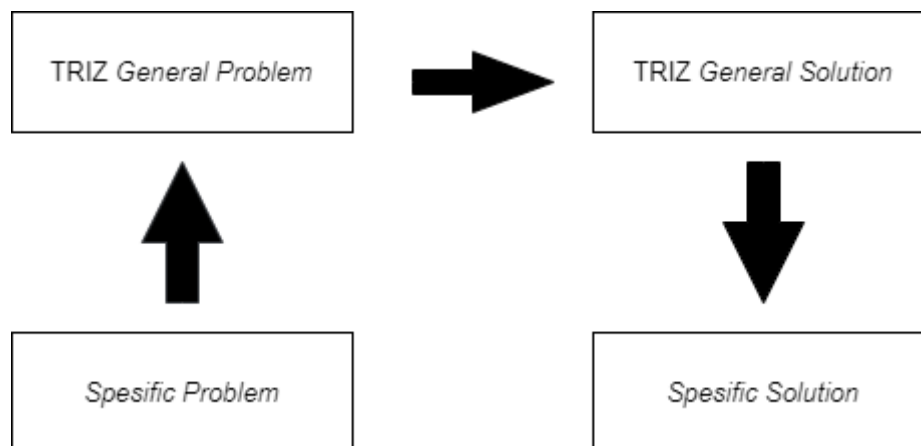 TRIZ General Problem
TRIZ General Solution
Spesific Problem
Spesific Solution